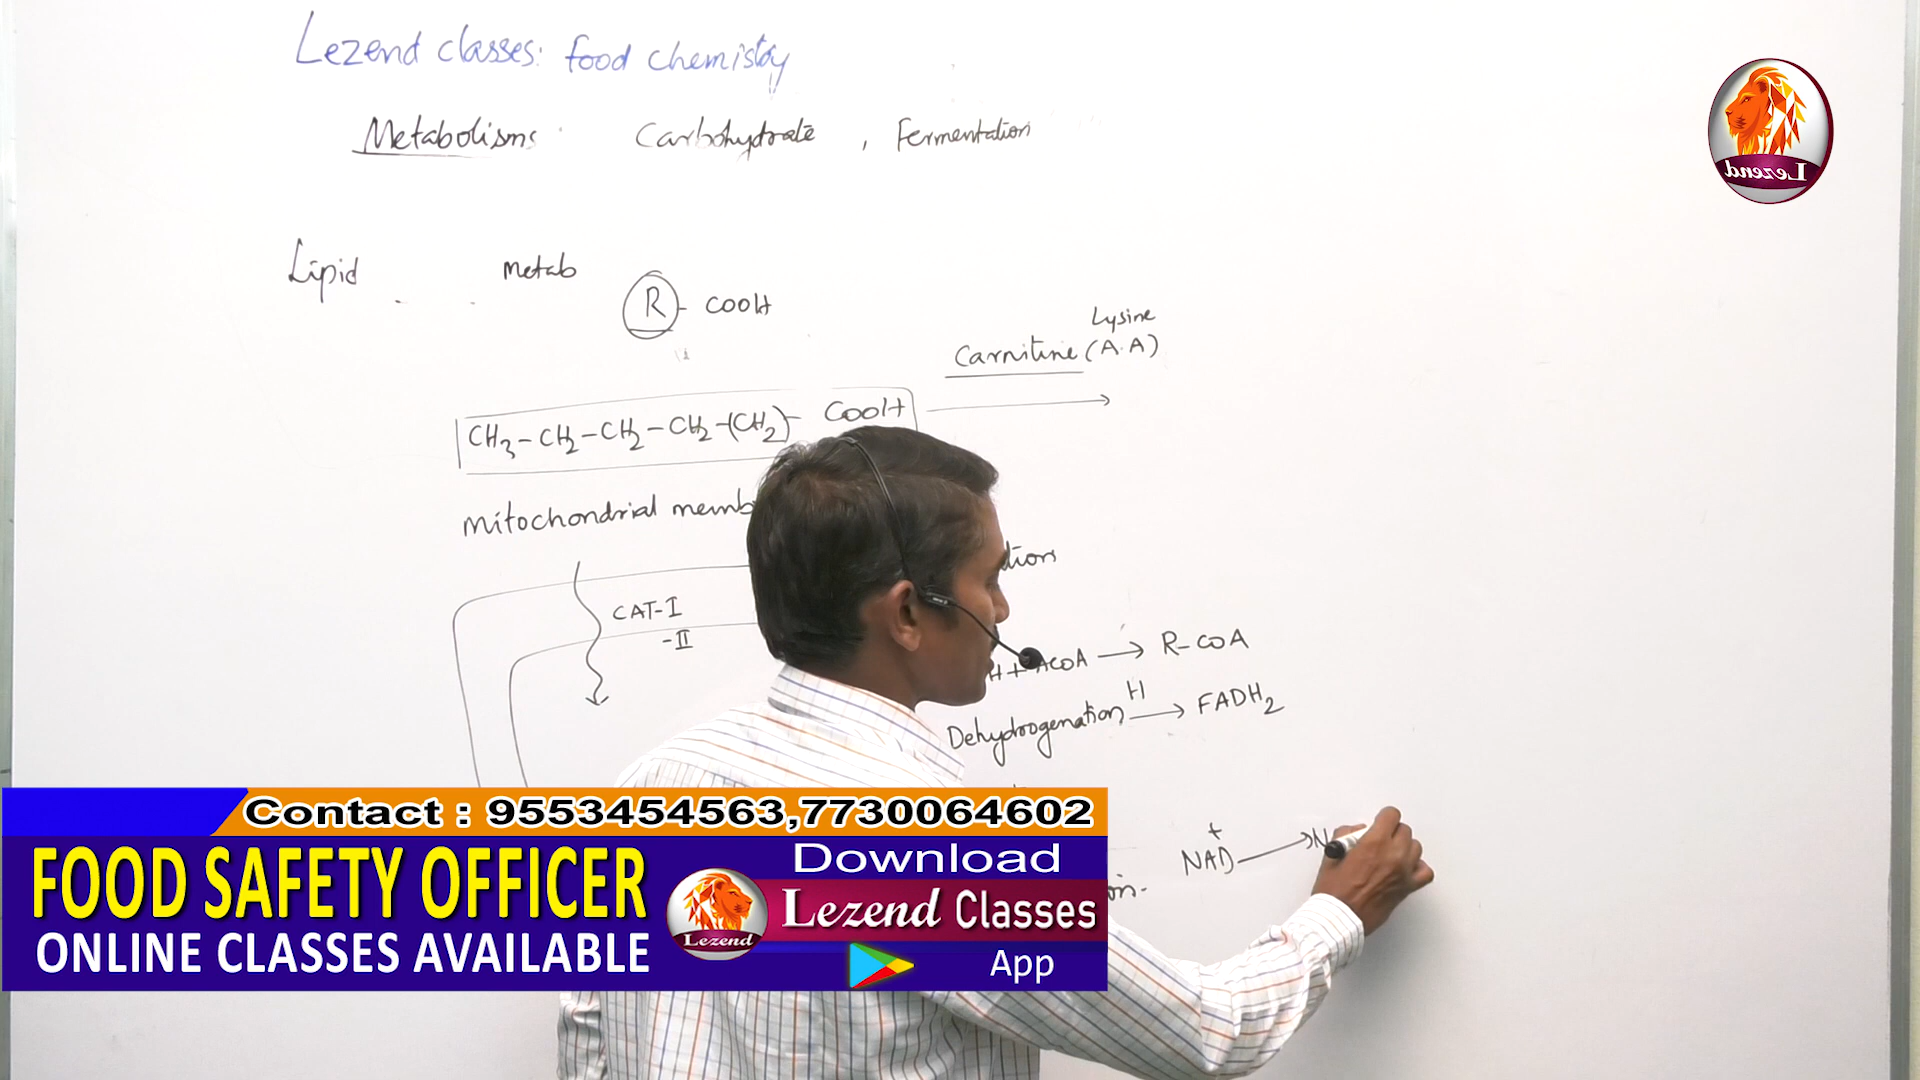 Lezend classes: food chemistry
Metabolisms Carbohydrate , Fermentation
Lezend
Lipid metab
R - COOH
Lysine
Carnitine (A.A)
CH3-CH2-CH2-CH2-(CH2)- COOH
mitochondrial
CAT-I
-II
ACOA → R-COA
Dehydrogenation H → FADH2
NAD+ →
Contact : 9553454563,7730064602
FOOD SAFETY OFFICER
ONLINE CLASSES AVAILABLE
Lezend
Download
Lezend Classes
App